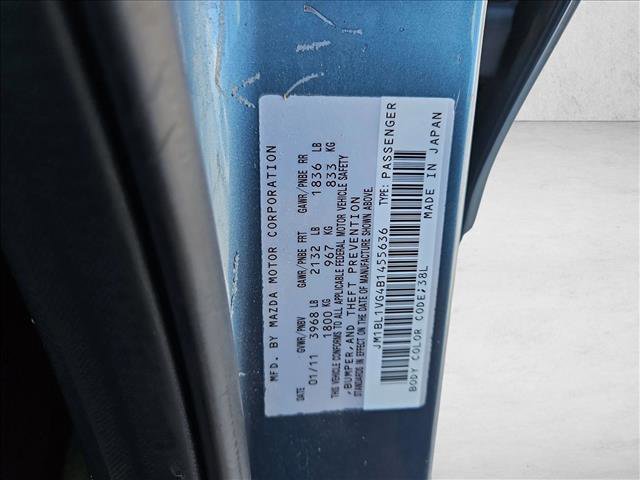 MFD. BY MAZDA MOTOR CORPORATION
DATE GVWR/PNBV GAWR/PNBE FRT GAWR/PNBE RR
01/11 3968 LB 2132 LB 1836 LB
1800 KG 967 KG 833 KG
THIS VEHICLE CONFORMS TO ALL APPLICABLE FEDERAL MOTOR VEHICLE SAFETY
,BUMPER,AND THEFT PREVENTION
STANDARDS IN EFFECT ON THE DATE OF MANUFACTURE SHOWN ABOVE.
JM1BL1VG4B1455636 TYPE: PASSENGER
BODY COLOR CODE;38L MADE IN JAPAN